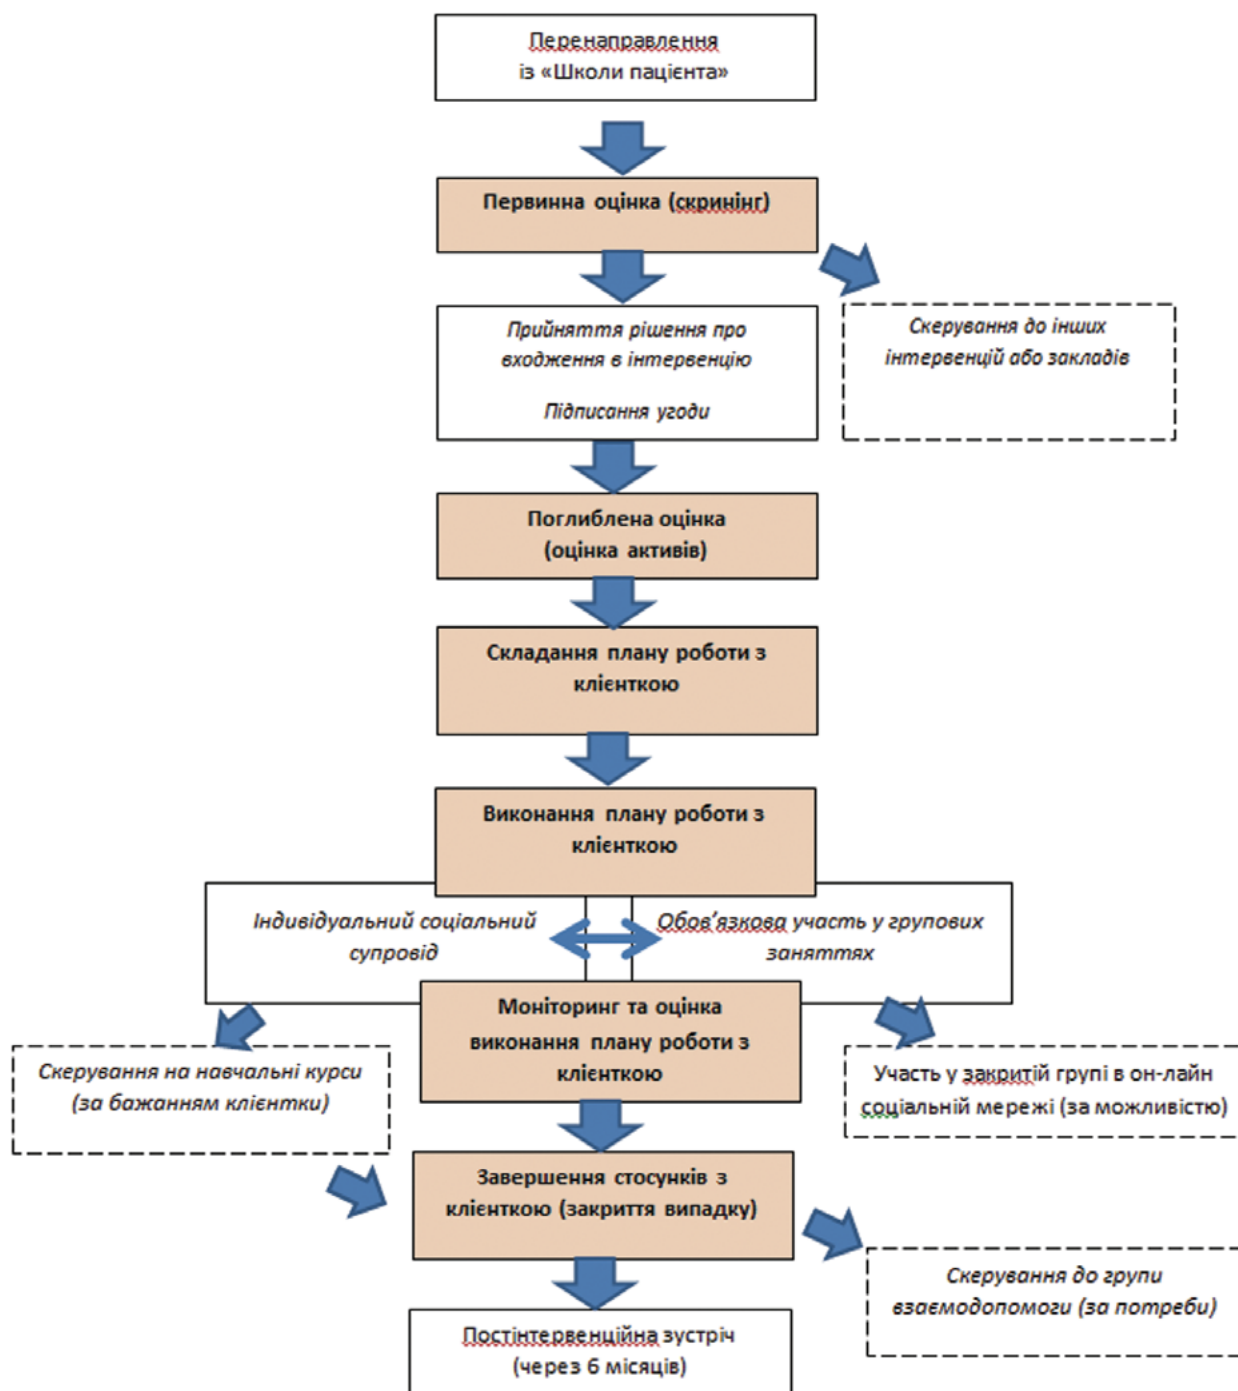 Перенаправлення
із «Школи пацієнта»
Первинна оцінка (скринінг)
Прийняття рішення про
входження в інтервенцію
Підписання угоди
Скерування до інших
інтервенцій або закладів
Поглиблена оцінка
(оцінка активів)
Складання плану роботи з
клієнткою
Виконання плану роботи з
клієнткою
Індивідуальний соціальний
супровід
Обов’язкова участь у групових
заняттях
Моніторинг та оцінка
виконання плану роботи з
клієнткою
Скерування на навчальні курси
(за бажанням клієнтки)
Участь у закритій групі в он-лайн
соціальній мережі (за можливістю)
Завершення стосунків з
клієнткою (закриття випадку)
Скерування до групи
взаємодопомоги (за потреби)
Постінтервенційна зустріч
(через 6 місяців)